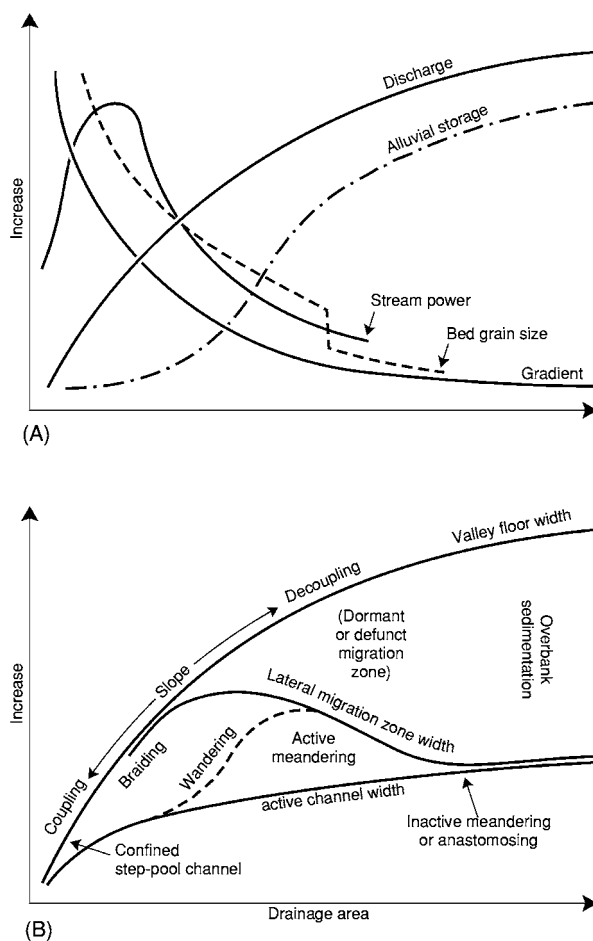 Increase
Discharge
Alluvial storage
Stream power
Bed grain size
Gradient
(A)
Increase
Valley floor width
Decoupling
Slope
Coupling
(Dormant
or defunct
migration
zone)
Overbank
sedimentation
Lateral migration zone width
Braiding
Wandering
Active
meandering
active channel width
Confined
step-pool channel
Inactive meandering
or anastomosing
Drainage area
(B)